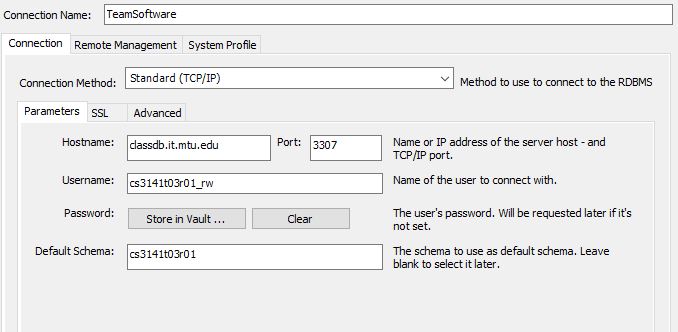 Connection Name: TeamSoftware
Connection Remote Management System Profile
Connection Method: Standard (TCP/IP) Method to use to connect to the RDBMS
Parameters SSL Advanced
Hostname: classdb.it.mtu.edu Port: 3307 Name or IP address of the server host - and
TCP/IP port.
Username: cs3141t03r01_rw Name of the user to connect with.
Password: Store in Vault ... Clear The user's password. Will be requested later if it's
not set.
Default Schema: cs3141t03r01 The schema to use as default schema. Leave
blank to select it later.